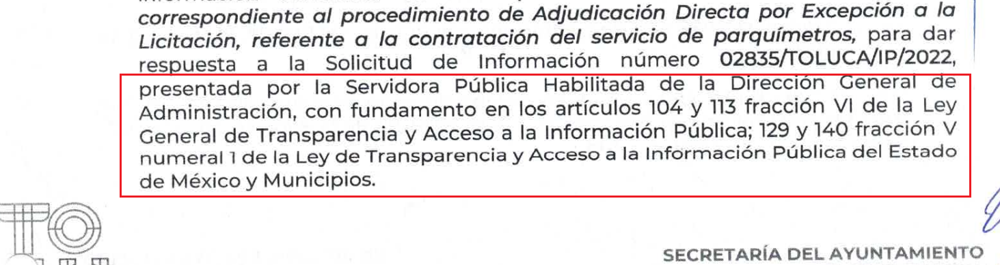 correspondiente al procedimiento de Adjudicación Directa por Excepción a la
Licitación, referente a la contratación del servicio de parquímetros, para dar
respuesta a la Solicitud de Información número 02835/TOLUCA/IP/2022,
presentada por la Servidora Pública Habilitada de la Dirección General de
Administración, con fundamento en los artículos 104 y 113 fracción VI de la Ley
General de Transparencia y Acceso a la Información Pública; 129 y 140 fracción V
numeral 1 de la Ley de Transparencia y Acceso a la Información Pública del Estado
de México y Municipios.
TO
SECRETARÍA DEL AYUNTAMIENTO